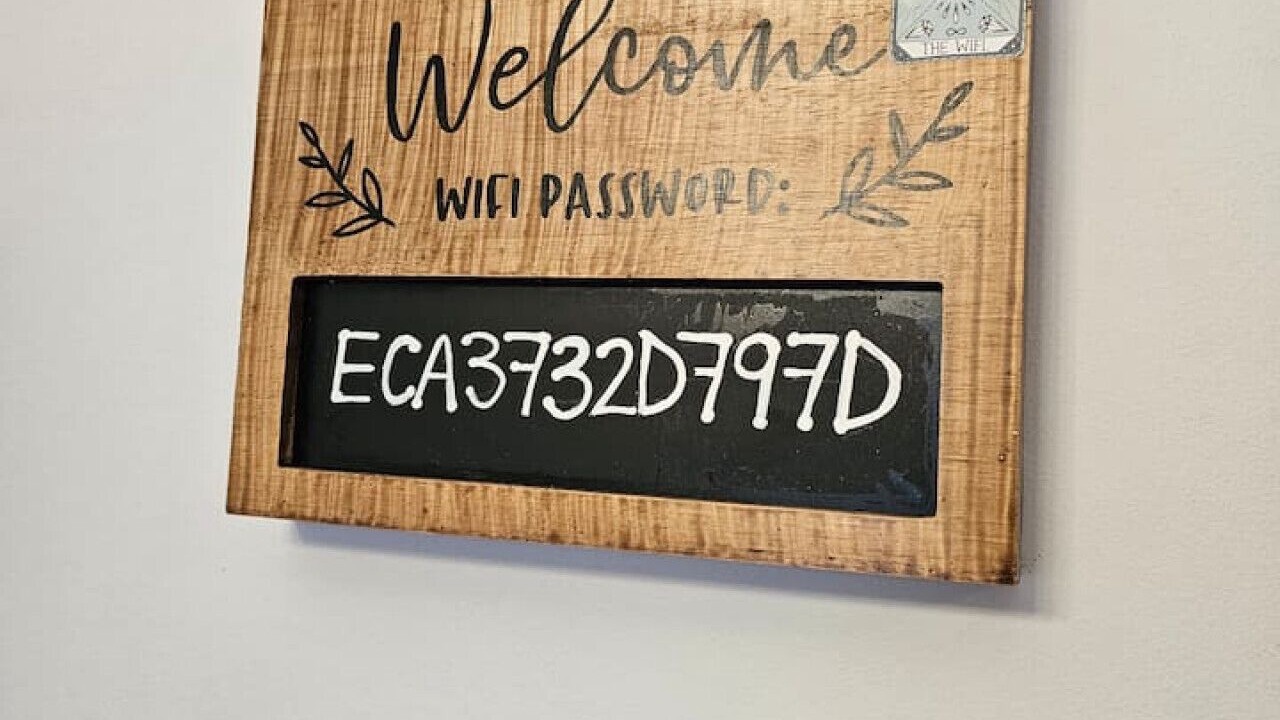 Welcome
THE WIFI
WIFI PASSWORD:
ECA3732D797D